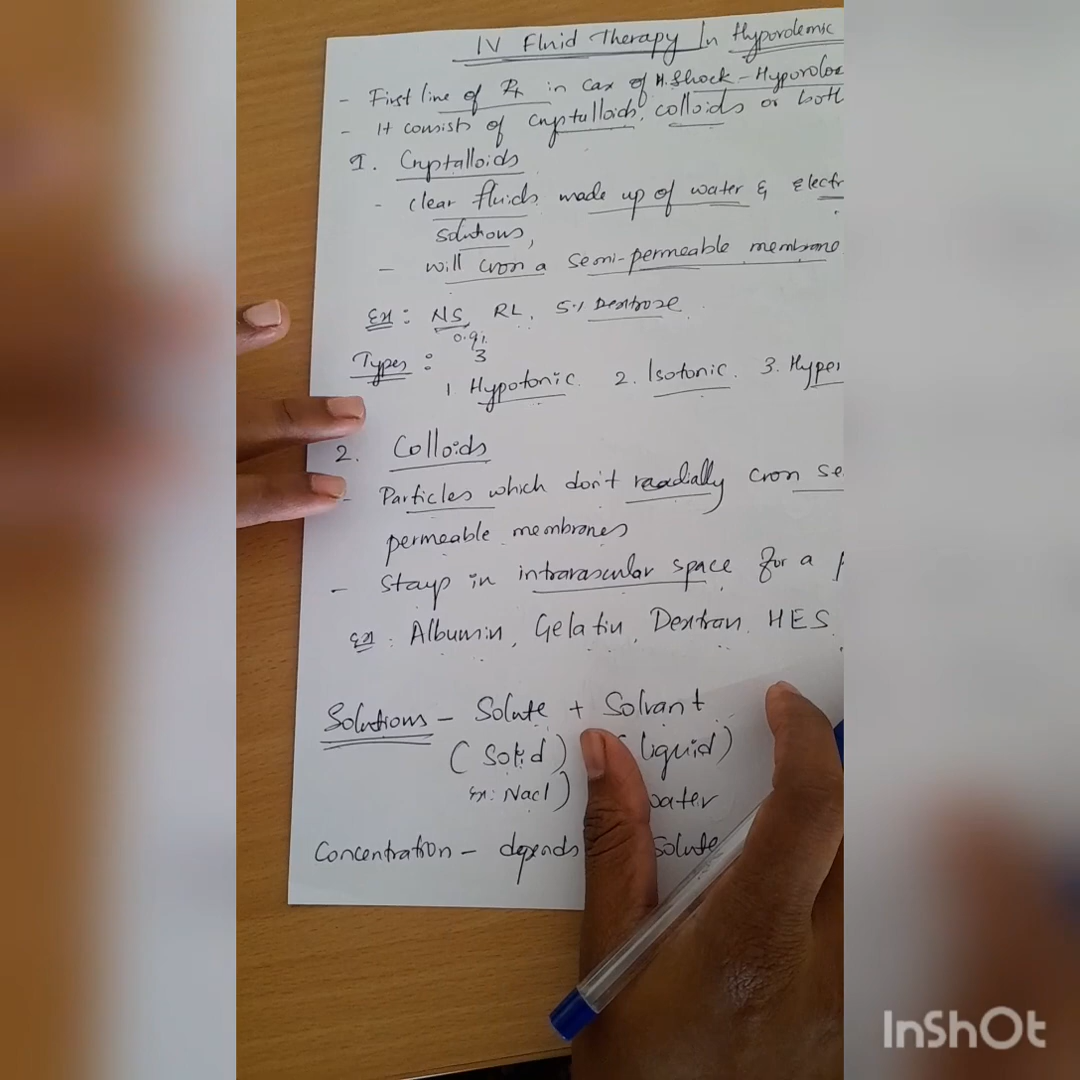 IV Fluid Therapy In Hypovolemic
- First line of Rx in case of H. Shock - Hypovole
- It consists of crystalloids, colloids or both
1. Crystalloids
- clear fluids made up of water & electr
solutions,
- will cross a semi-permeable membrane
Ex: NS, RL, 5% Dextrose
0.9%
Types: 3
1 Hypotonic. 2. Isotonic. 3. Hyper
2. Colloids
- Particles which don't readially cross se
permeable membranes
- Stays in intravascular space for a p
Ex: Albumin, Gelatin, Dextran. HES
Solutions - Solute + Solvant
(Solid) (liquid)
Ex: Nacl) water
Concentration - depends solute
InShOt